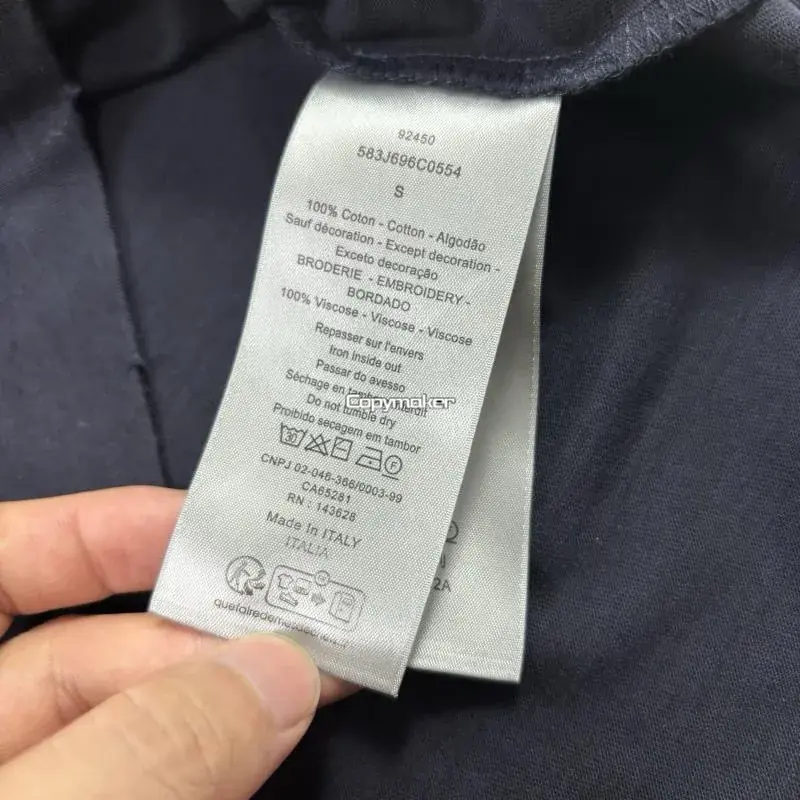 92450
583J696C0554
S
100% Coton - Cotton - Algodão
Sauf décoration - Except decoration -
Exceto decoração
BRODERIE - EMBROIDERY -
BORDADO
100% Viscose - Viscose - Viscose
Repasser sur l'envers
Iron inside out
Passar do avesso
Séchage en tambour interdit
Copymaker
Do not tumble dry
Proibido secagem em tambor
30
F
CNPJ 02-046-366/0003-99
CA65281
RN : 143628
Made In ITALY
ITALIA
2A